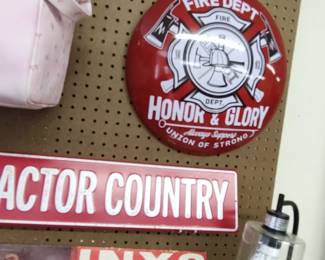 FIRE DEPT
FIRE
DEPT
HONOR & GLORY
Always Support
UNION OF STRONG
ACTOR COUNTRY
INXS